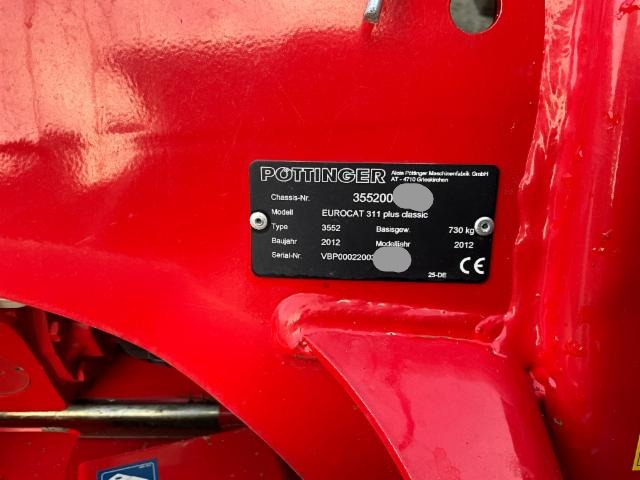 PÖTTINGER Alois Pöttinger Maschinenfabrik GmbH
AT - 4710 Grieskirchen
Chassis-Nr. 355200
Modell EUROCAT 311 plus classic
Type 3552 Basisgew. 730 kg
Baujahr 2012 Modelljahr 2012
Serial-Nr. VBP00022002
25-DE CE